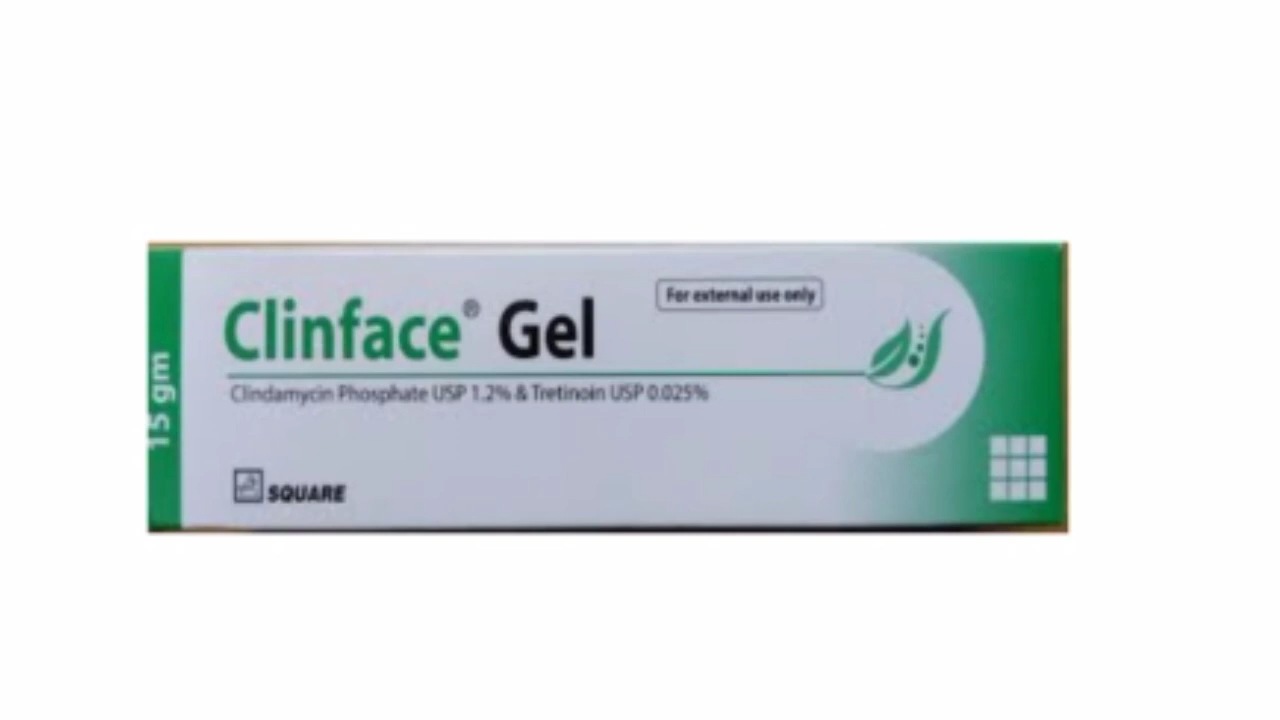 For external use only
Clinface® Gel
Clindamycin Phosphate USP 1.2% & Tretinoin USP 0.025%
SQUARE
15 gm